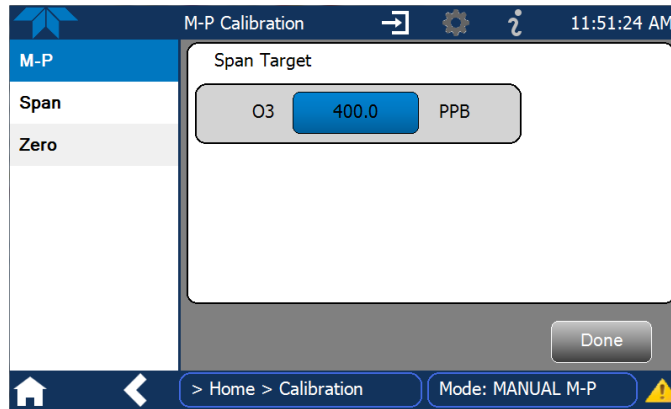 M-P Calibration 11:51:24 AM
M-P
Span
Zero
Span Target
O3 400.0 PPB
Done
> Home > Calibration
Mode: MANUAL M-P